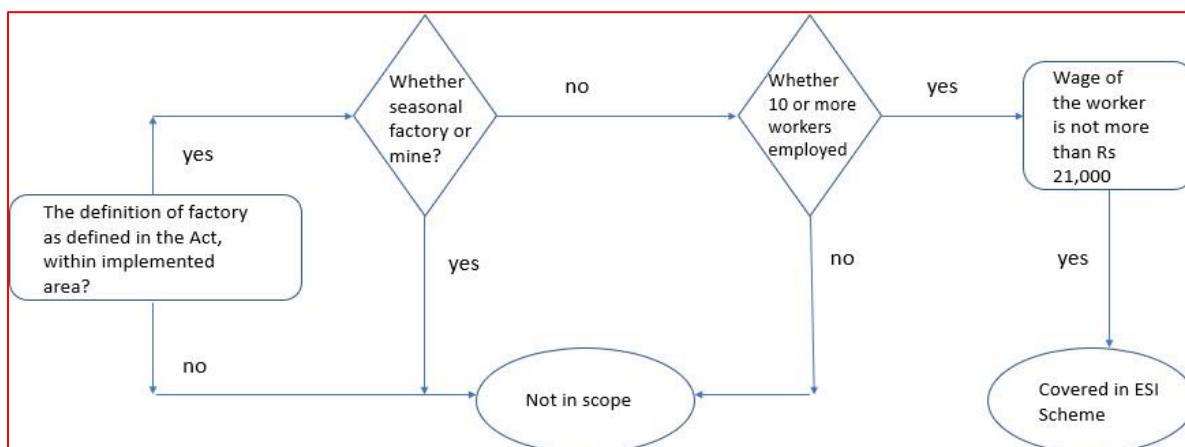 The definition of factory
as defined in the Act,
within implemented
area?
yes
no
Whether
seasonal
factory or
mine?
no
yes
Whether
10 or more
workers
employed
yes
no
Wage of
the worker
is not more
than Rs
21,000
yes
Not in scope
Covered in ESI
Scheme